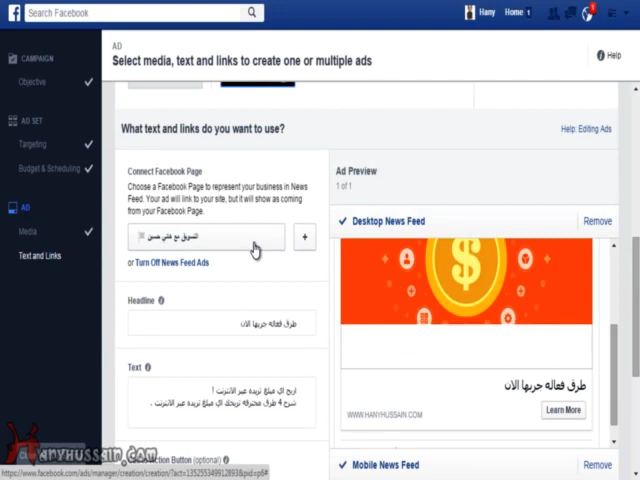 f Search Facebook
Hany Home 1
1
CAMPAIGN
Objective
AD SET
Targeting
Budget & Scheduling
AD
Media
Text and Links
AD
Select media, text and links to create one or multiple ads
Help
What text and links do you want to use?
Help: Editing Ads
Connect Facebook Page
Choose a Facebook Page to represent your business in News
Feed. Your ad will link to your site, but it will show as coming
from your Facebook Page.
التسويق مع هاني حسين
+
or Turn Off News Feed Ads
Headline
طرق فعاله جربها الان
Text
اربح اي مبلغ تريده عبر الانترنت !
شرح 4 طرق محترفه تربحك اي مبلغ تريده عبر الانترنت .
Action Button (optional)
Ad Preview
1 of 1
Desktop News Feed
Remove
$
طرق فعاله جربها الان
WWW.HANYHUSSAIN.COM
Learn More
Mobile News Feed
Remove
HANYHUSSAIN.COM
https://www.facebook.com/ads/manager/creation/creation/?act=135255349912893&pid=p6#